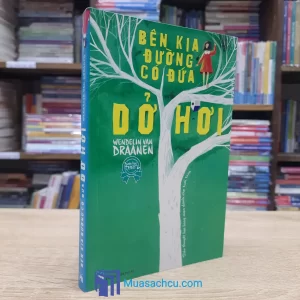 BÊN KIA
ĐƯỜNG
CÓ ĐỨA
DỞ HƠI
WENDELIN VAN
DRAANEN
Muasachcu.com